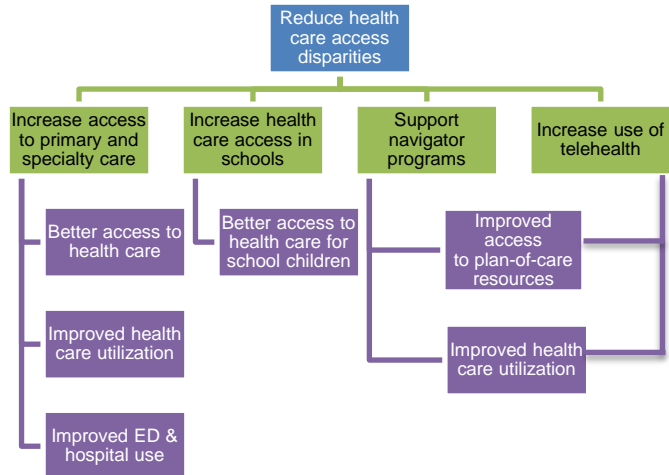 Reduce health
care access
disparities
Increase access
to primary and
specialty care
Increase health
care access in
schools
Support
navigator
programs
Increase use of
telehealth
Better access to
health care
Better access to
health care for
school children
Improved
access
to plan-of-care
resources
Improved health
care utilization
Improved health
care utilization
Improved ED &
hospital use